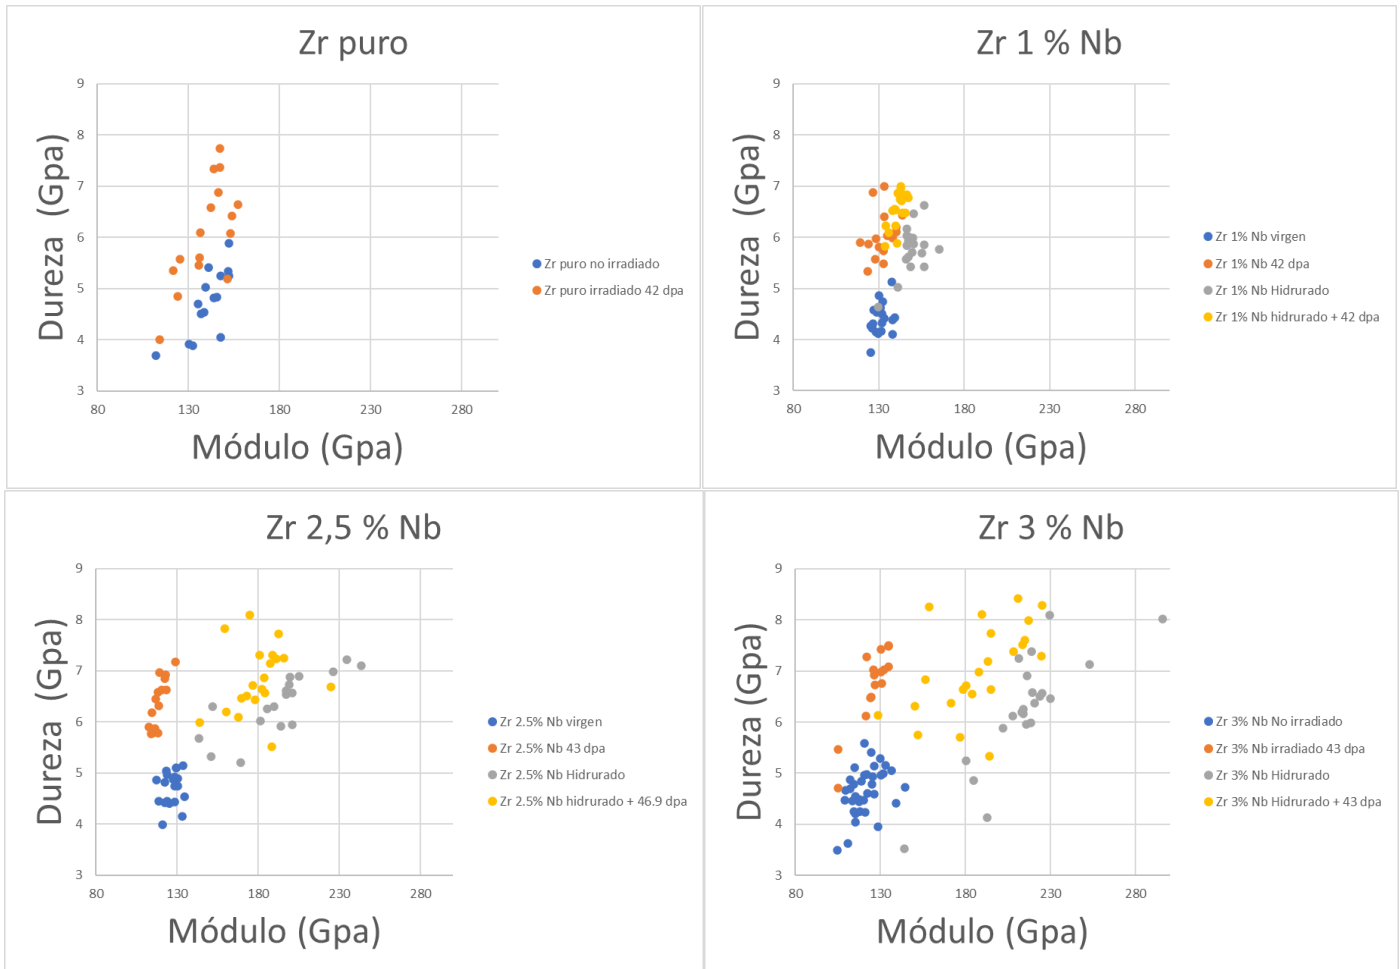 Zr puro
Dureza (Gpa)
9
8
7
6
5
4
3
80
130
180
230
280
Módulo (Gpa)
Zr puro no irradiado
Zr puro irradiado 42 dpa
Zr 1 % Nb
Dureza (Gpa)
9
8
7
6
5
4
3
80
130
180
230
280
Módulo (Gpa)
Zr 1% Nb virgen
Zr 1% Nb 42 dpa
Zr 1% Nb Hidrurado
Zr 1% Nb hidrurado + 42 dpa
Zr 2,5 % Nb
Dureza (Gpa)
9
8
7
6
5
4
3
80
130
180
230
280
Módulo (Gpa)
Zr 2.5% Nb virgen
Zr 2.5% Nb 43 dpa
Zr 2.5% Nb Hidrurado
Zr 2.5% Nb hidrurado + 46.9 dpa
Zr 3 % Nb
Dureza (Gpa)
9
8
7
6
5
4
3
80
130
180
230
280
Módulo (Gpa)
Zr 3% Nb No irradiado
Zr 3% Nb irradiado 43 dpa
Zr 3% Nb Hidrurado
Zr 3% Nb Hidrurado + 43 dpa